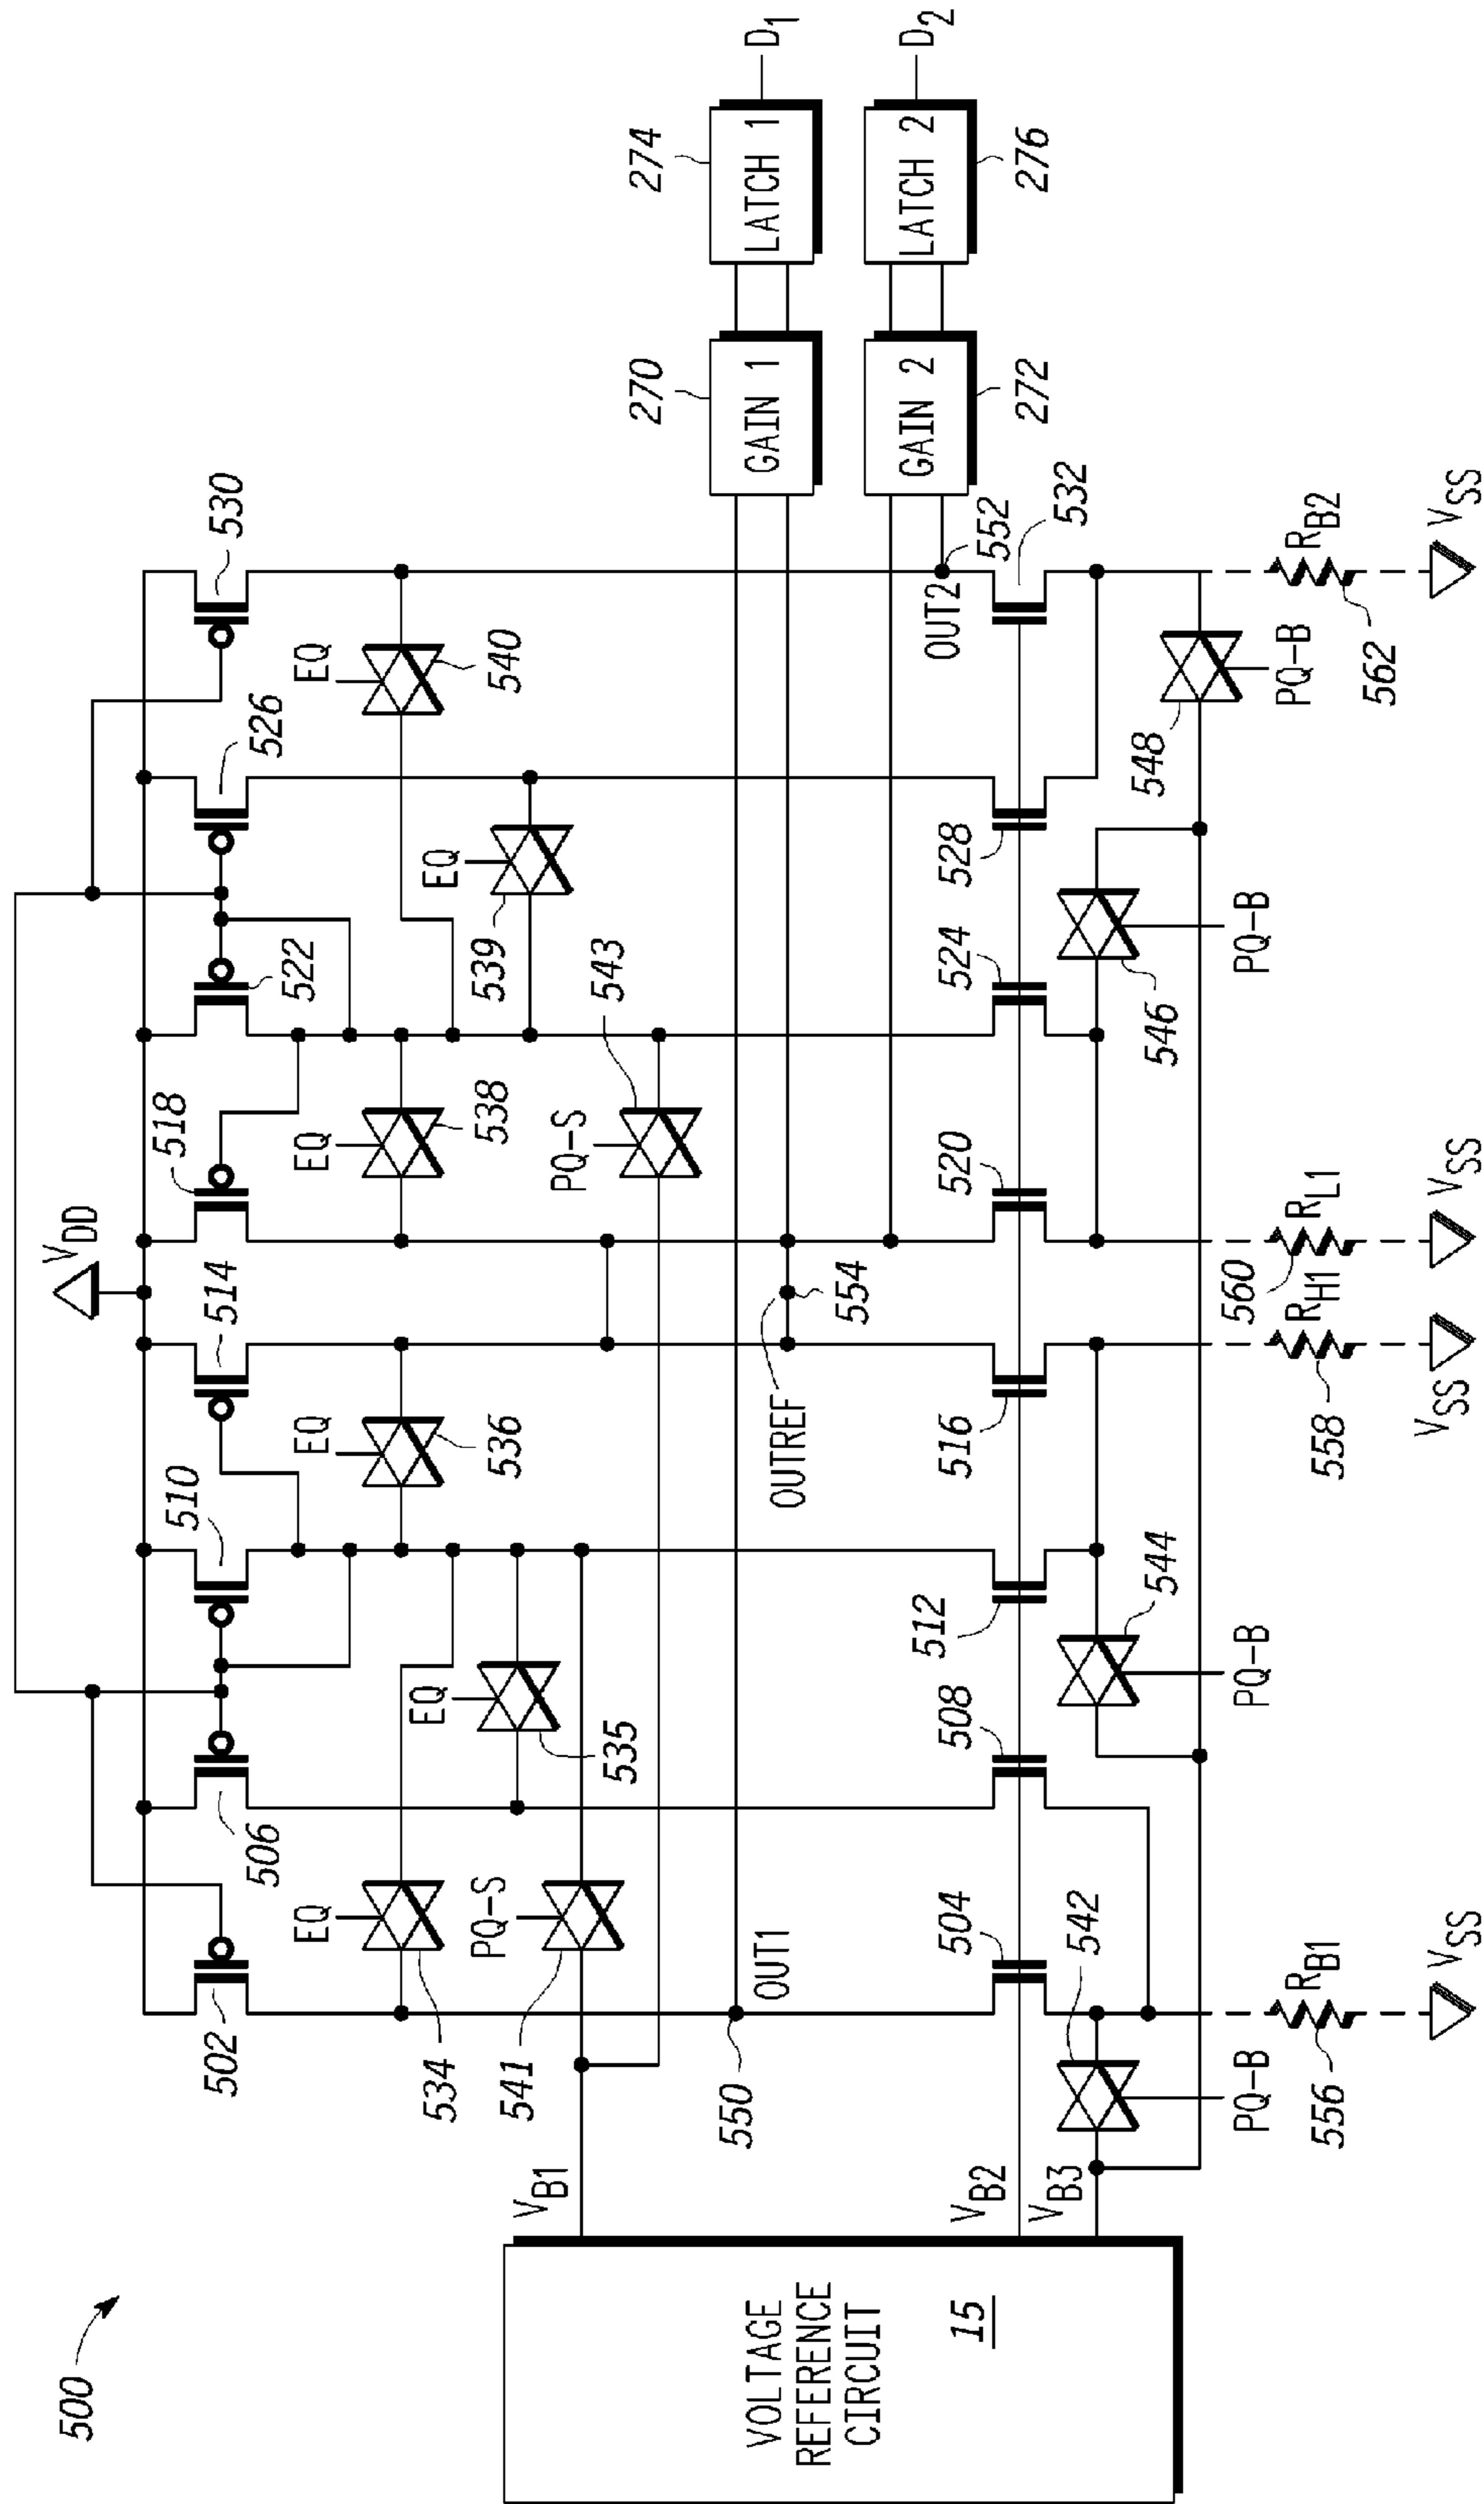 500
VOLTAGE
REFERENCE
CIRCUIT
15
VB1
VB2
VB3
VDD
502
506
510
514
518
522
526
530
EQ
534
EQ
535
EQ
536
EQ
538
EQ
539
EQ
540
PQ-S
541
PQ-S
543
550
OUT1
OUTREF
554
OUT2
552
504
508
512
516
520
524
528
532
542
PQ-B
544
PQ-B
546
PQ-B
548
PQ-B
556
RB1
VSS
558
RH1
VSS
560
RL1
VSS
562
RB2
VSS
270
GAIN 1
274
LATCH 1
D1
GAIN 2
272
LATCH 2
276
D2